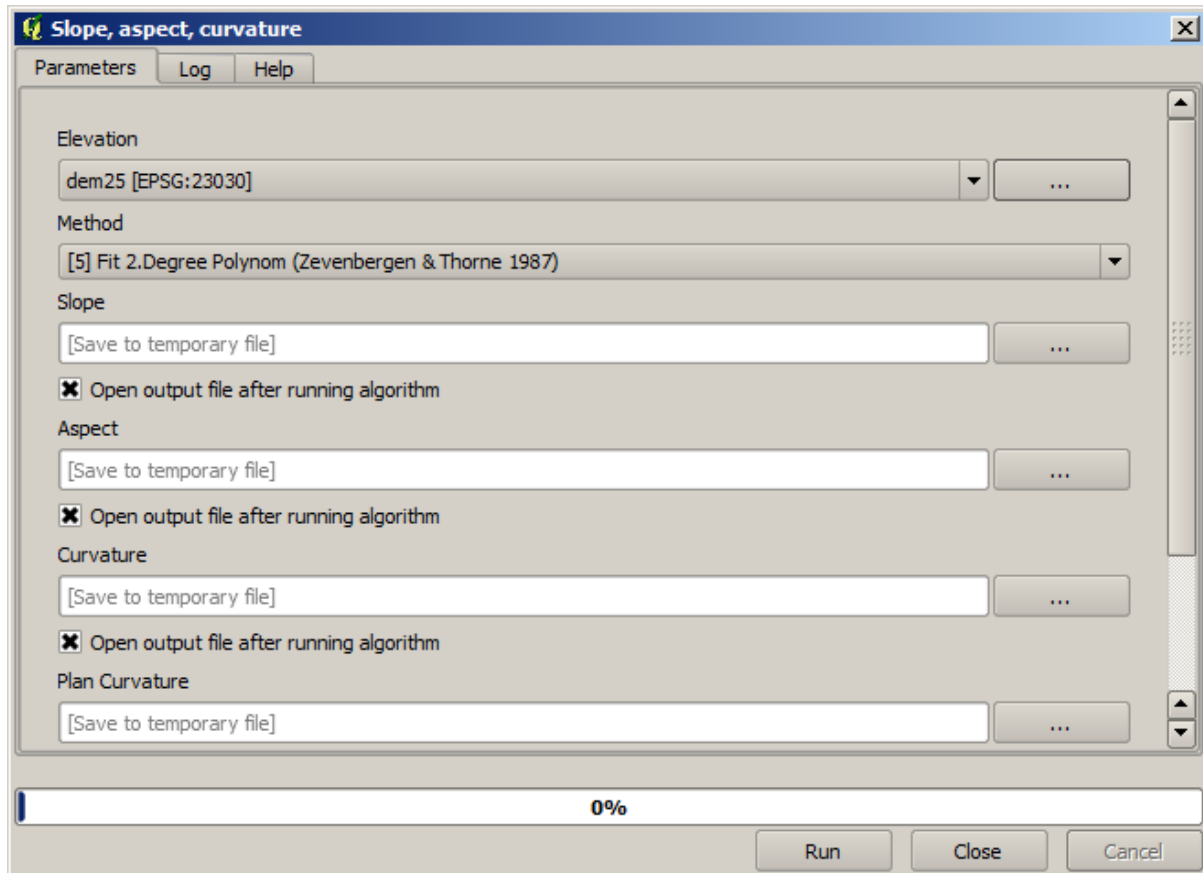 Slope, aspect, curvature
Parameters Log Help
Elevation
dem25 [EPSG:23030] ...
Method
[5] Fit 2.Degree Polynom (Zevenbergen & Thorne 1987)
Slope
[Save to temporary file] ...
Open output file after running algorithm
Aspect
[Save to temporary file] ...
Open output file after running algorithm
Curvature
[Save to temporary file] ...
Open output file after running algorithm
Plan Curvature
[Save to temporary file] ...
0%
Run Close Cancel